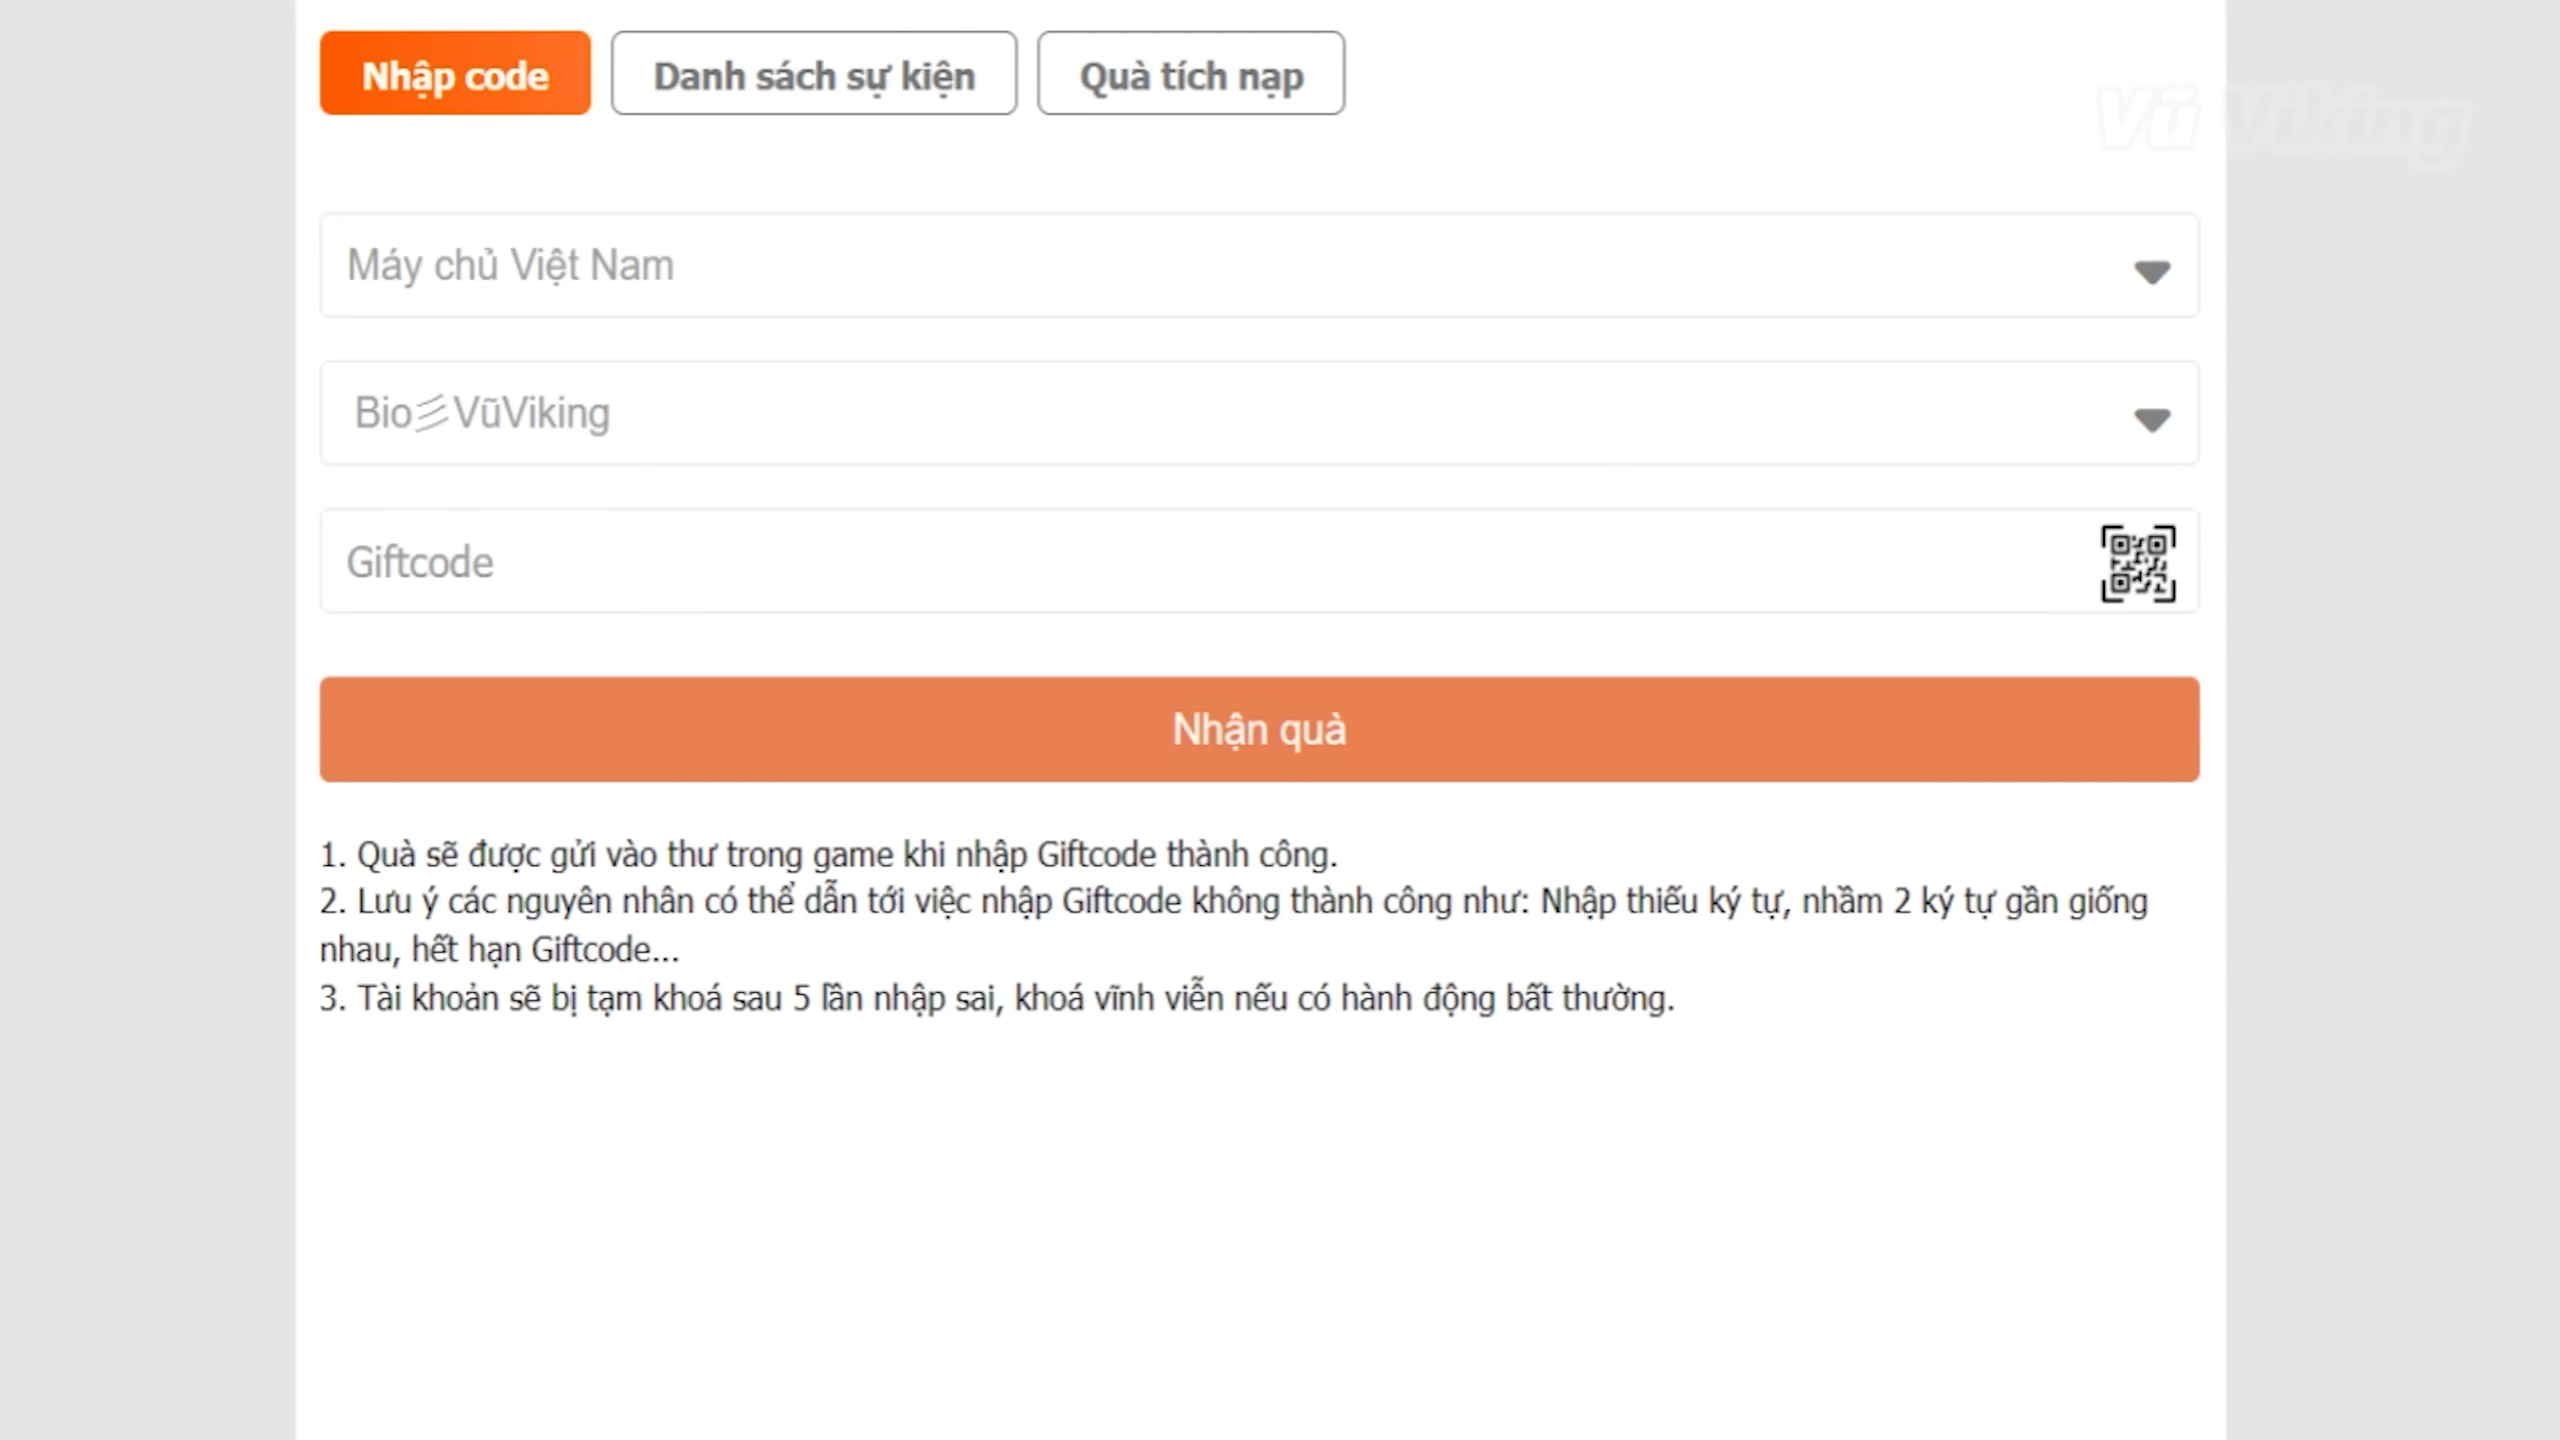 Nhập code
Danh sách sự kiện
Quà tích nạp
Vũ Viking
Máy chủ Việt Nam
Bio彡VũViking
Giftcode
Nhận quà
1. Quà sẽ được gửi vào thư trong game khi nhập Giftcode thành công.
2. Lưu ý các nguyên nhân có thể dẫn tới việc nhập Giftcode không thành công như: Nhập thiếu ký tự, nhầm 2 ký tự gần giống
nhau, hết hạn Giftcode...
3. Tài khoản sẽ bị tạm khoá sau 5 lần nhập sai, khoá vĩnh viễn nếu có hành động bất thường.